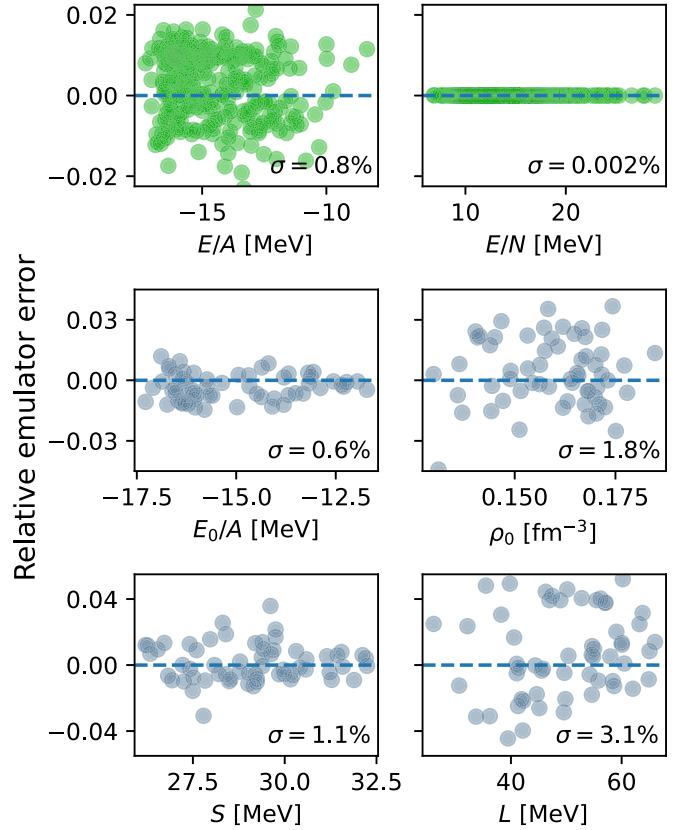 Relative emulator error
0.02
0.00
−0.02
σ = 0.8%
−15
−10
E/A [MeV]
σ = 0.002%
10
20
E/N [MeV]
0.03
0.00
−0.03
σ = 0.6%
−17.5
−15.0
−12.5
E₀/A [MeV]
σ = 1.8%
0.150
0.175
ρ₀ [fm⁻³]
0.04
0.00
−0.04
σ = 1.1%
27.5
30.0
32.5
S [MeV]
σ = 3.1%
40
60
L [MeV]